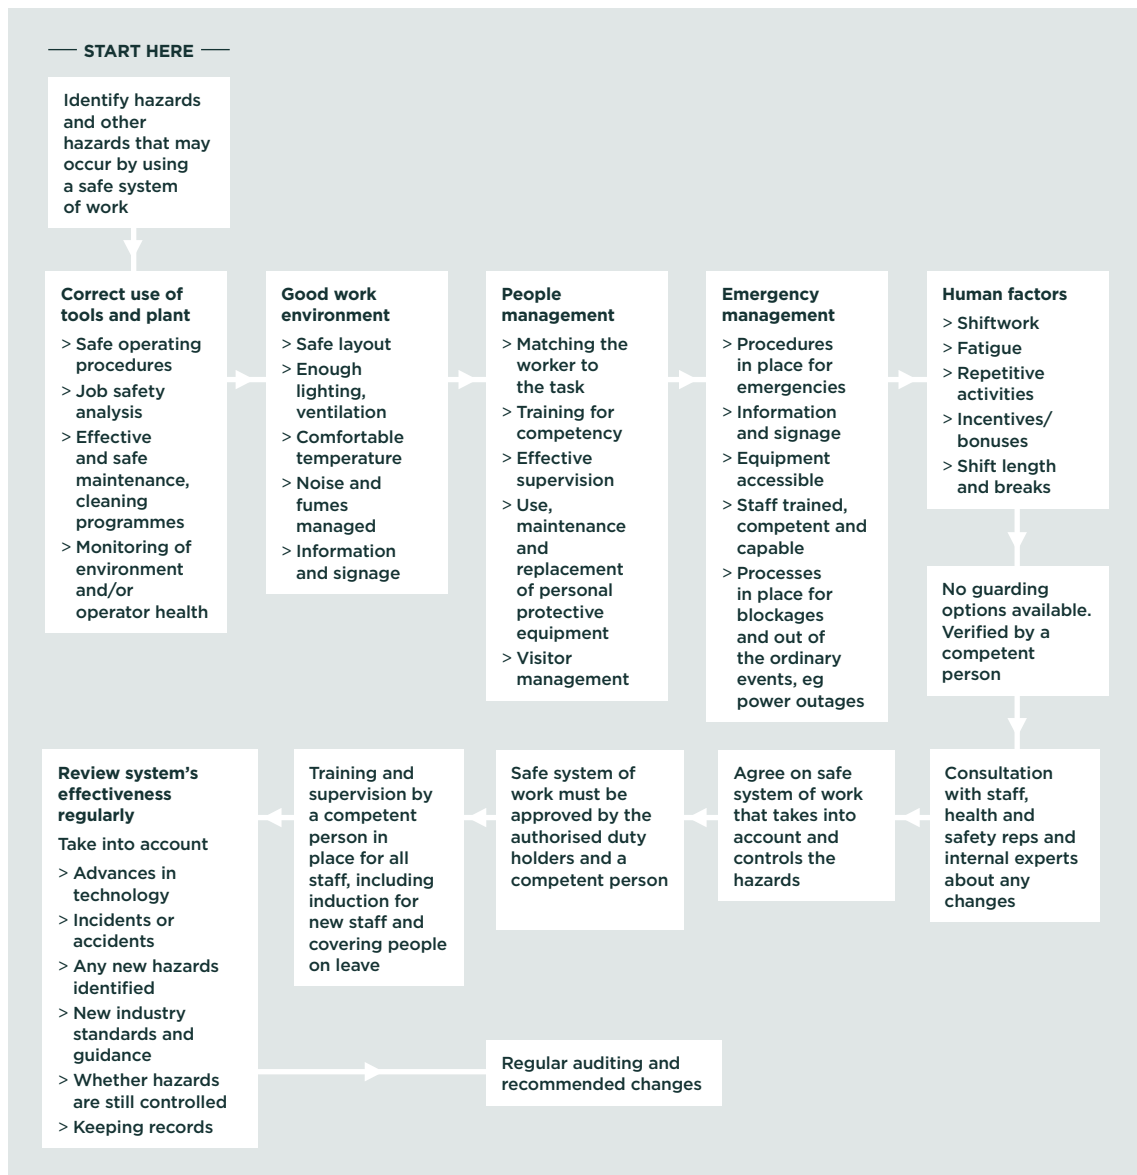 START HERE
Identify hazards
and other
hazards that may
occur by using
a safe system
of work
Correct use of
tools and plant
> Safe operating
procedures
> Job safety
analysis
> Effective
and safe
maintenance,
cleaning
programmes
> Monitoring of
environment
and/or
operator health
Good work
environment
> Safe layout
> Enough
lighting,
ventilation
> Comfortable
temperature
> Noise and
fumes
managed
> Information
and signage
People
management
> Matching the
worker to
the task
> Training for
competency
> Effective
supervision
> Use,
maintenance
and
replacement
of personal
protective
equipment
> Visitor
management
Emergency
management
> Procedures
in place for
emergencies
> Information
and signage
> Equipment
accessible
> Staff trained,
competent and
capable
> Processes
in place for
blockages
and out of
the ordinary
events, eg
power outages
Human factors
> Shiftwork
> Fatigue
> Repetitive
activities
> Incentives/
bonuses
> Shift length
and breaks
No guarding
options available.
Verified by a
competent
person
Consultation
with staff,
health and
safety reps and
internal experts
about any
changes
Agree on safe
system of work
that takes into
account and
controls the
hazards
Safe system of
work must be
approved by the
authorised duty
holders and a
competent person
Training and
supervision by
a competent
person in
place for all
staff, including
induction for
new staff and
covering people
on leave
Review system’s
effectiveness
regularly
Take into account
> Advances in
technology
> Incidents or
accidents
> Any new hazards
identified
> New industry
standards and
guidance
> Whether hazards
are still controlled
> Keeping records
Regular auditing and
recommended changes